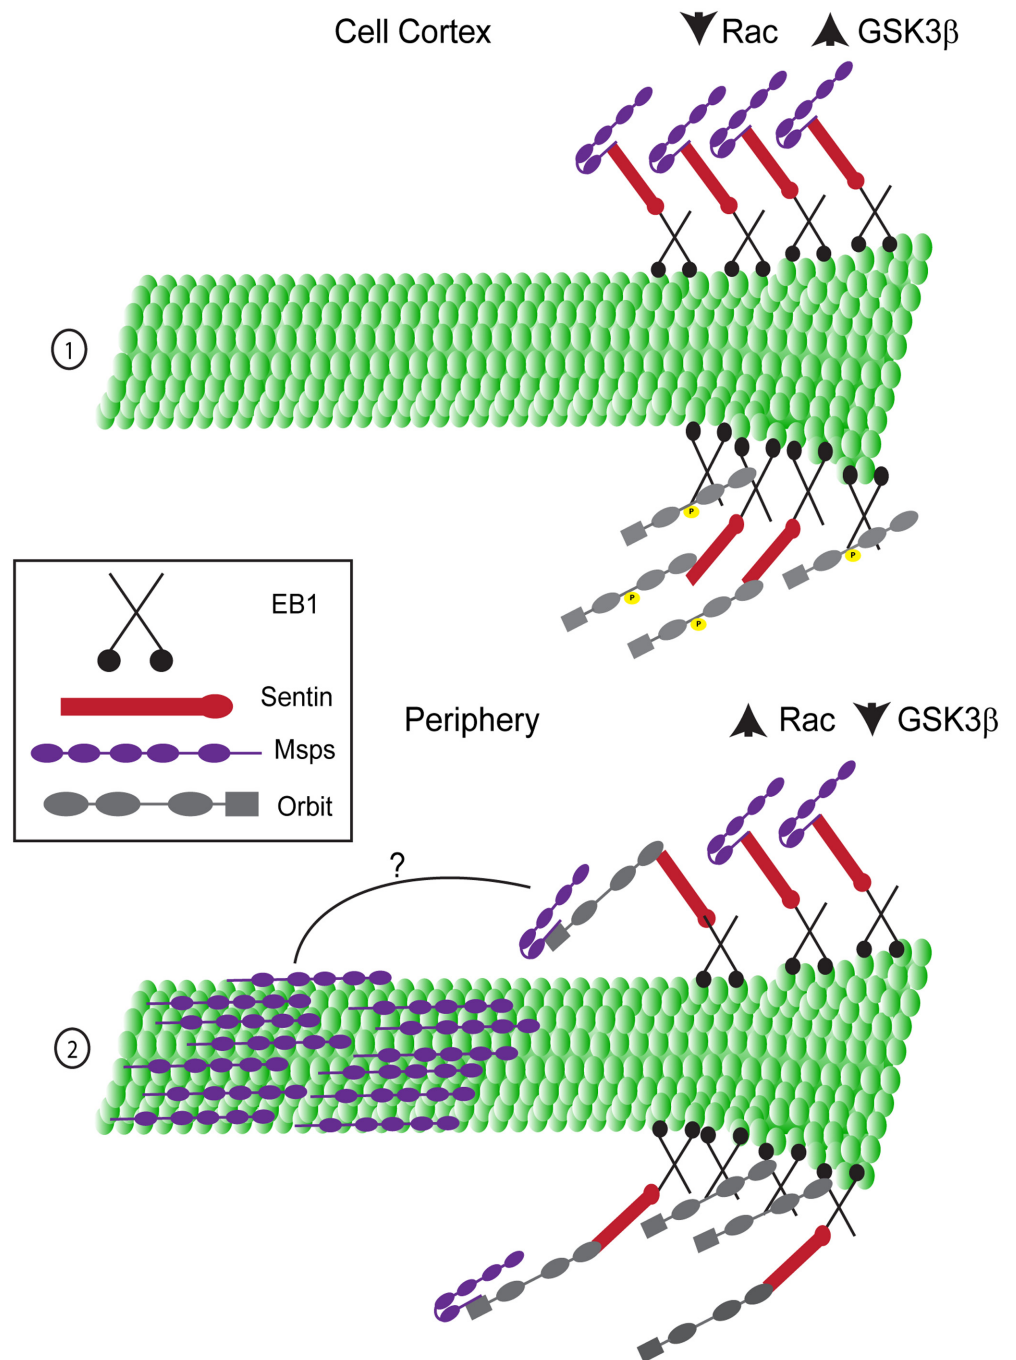 Cell Cortex
Rac
GSK3β
1
P
P
P
P
EB1
Sentin
Msps
Orbit
Periphery
Rac
GSK3β
?
2